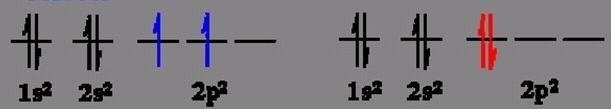 1s² 2s² 2p² 1s² 2s² 2p²